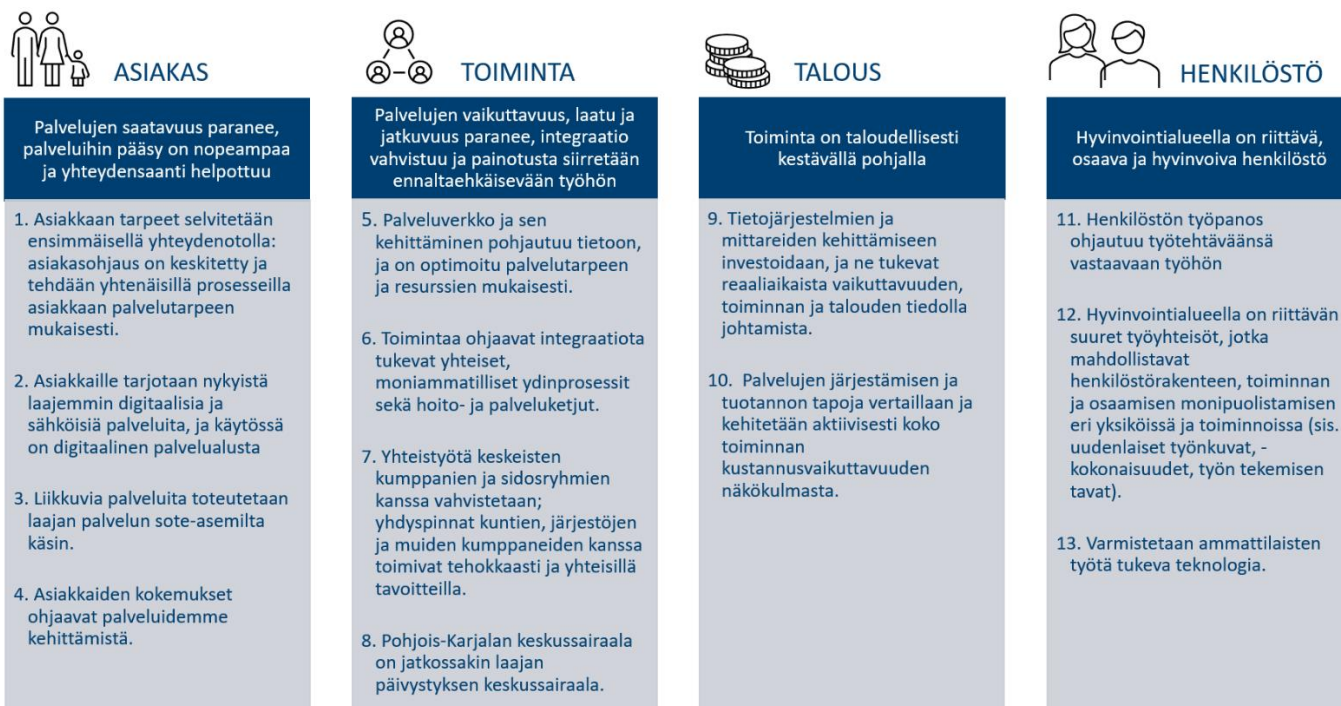 ASIAKAS
Palvelujen saatavuus paranee,
palveluihin pääsy on nopeampaa
ja yhteydensaanti helpottuu
1. Asiakkaan tarpeet selvitetään
ensimmäisellä yhteydenotolla:
asiakasohjaus on keskitetty ja
tehdään yhtenäisillä prosesseilla
asiakkaan palvelutarpeen
mukaisesti.
2. Asiakkaille tarjotaan nykyistä
laajemmin digitaalisia ja
sähköisiä palveluita, ja käytössä
on digitaalinen palvelualusta
3. Liikkuvia palveluita toteutetaan
laajan palvelun sote-asemilta
käsin.
4. Asiakkaiden kokemukset
ohjaavat palveluidemme
kehittämistä.
TOIMINTA
Palvelujen vaikuttavuus, laatu ja
jatkuvuus paranee, integraatio
vahvistuu ja painotusta siirretään
ennaltaehkäisevään työhön
5. Palveluverkko ja sen
kehittäminen pohjautuu tietoon,
ja on optimoitu palvelutarpeen
ja resurssien mukaisesti.
6. Toimintaa ohjaavat integraatiota
tukevat yhteiset,
moniammatilliset ydinprosessit
sekä hoito- ja palveluketjut.
7. Yhteistyötä keskeisten
kumppanien ja sidosryhmien
kanssa vahvistetaan;
yhdyspinnat kuntien, järjestöjen
ja muiden kumppaneiden kanssa
toimivat tehokkaasti ja yhteisillä
tavoitteilla.
8. Pohjois-Karjalan keskussairaala
on jatkossakin laajan
päivystyksen keskussairaala.
TALOUS
Toiminta on taloudellisesti
kestävällä pohjalla
9. Tietojärjestelmien ja
mittareiden kehittämiseen
investoidaan, ja ne tukevat
reaaliaikaista vaikuttavuuden,
toiminnan ja talouden tiedolla
johtamista.
10. Palvelujen järjestämisen ja
tuotannon tapoja vertaillaan ja
kehitetään aktiivisesti koko
toiminnan
kustannusvaikuttavuuden
näkökulmasta.
HENKILÖSTÖ
Hyvinvointialueella on riittävä,
osaava ja hyvinvoiva henkilöstö
11. Henkilöstön työpanos
ohjautuu työtehtäväänsä
vastaavaan työhön
12. Hyvinvointialueella on riittävän
suuret työyhteisöt, jotka
mahdollistavat
henkilöstörakenteen, toiminnan
ja osaamisen monipuolistamisen
eri yksiköissä ja toiminnoissa (sis.
uudenlaiset työnkuvat, -
kokonaisuudet, työn tekemisen
tavat).
13. Varmistetaan ammattilaisten
työtä tukeva teknologia.